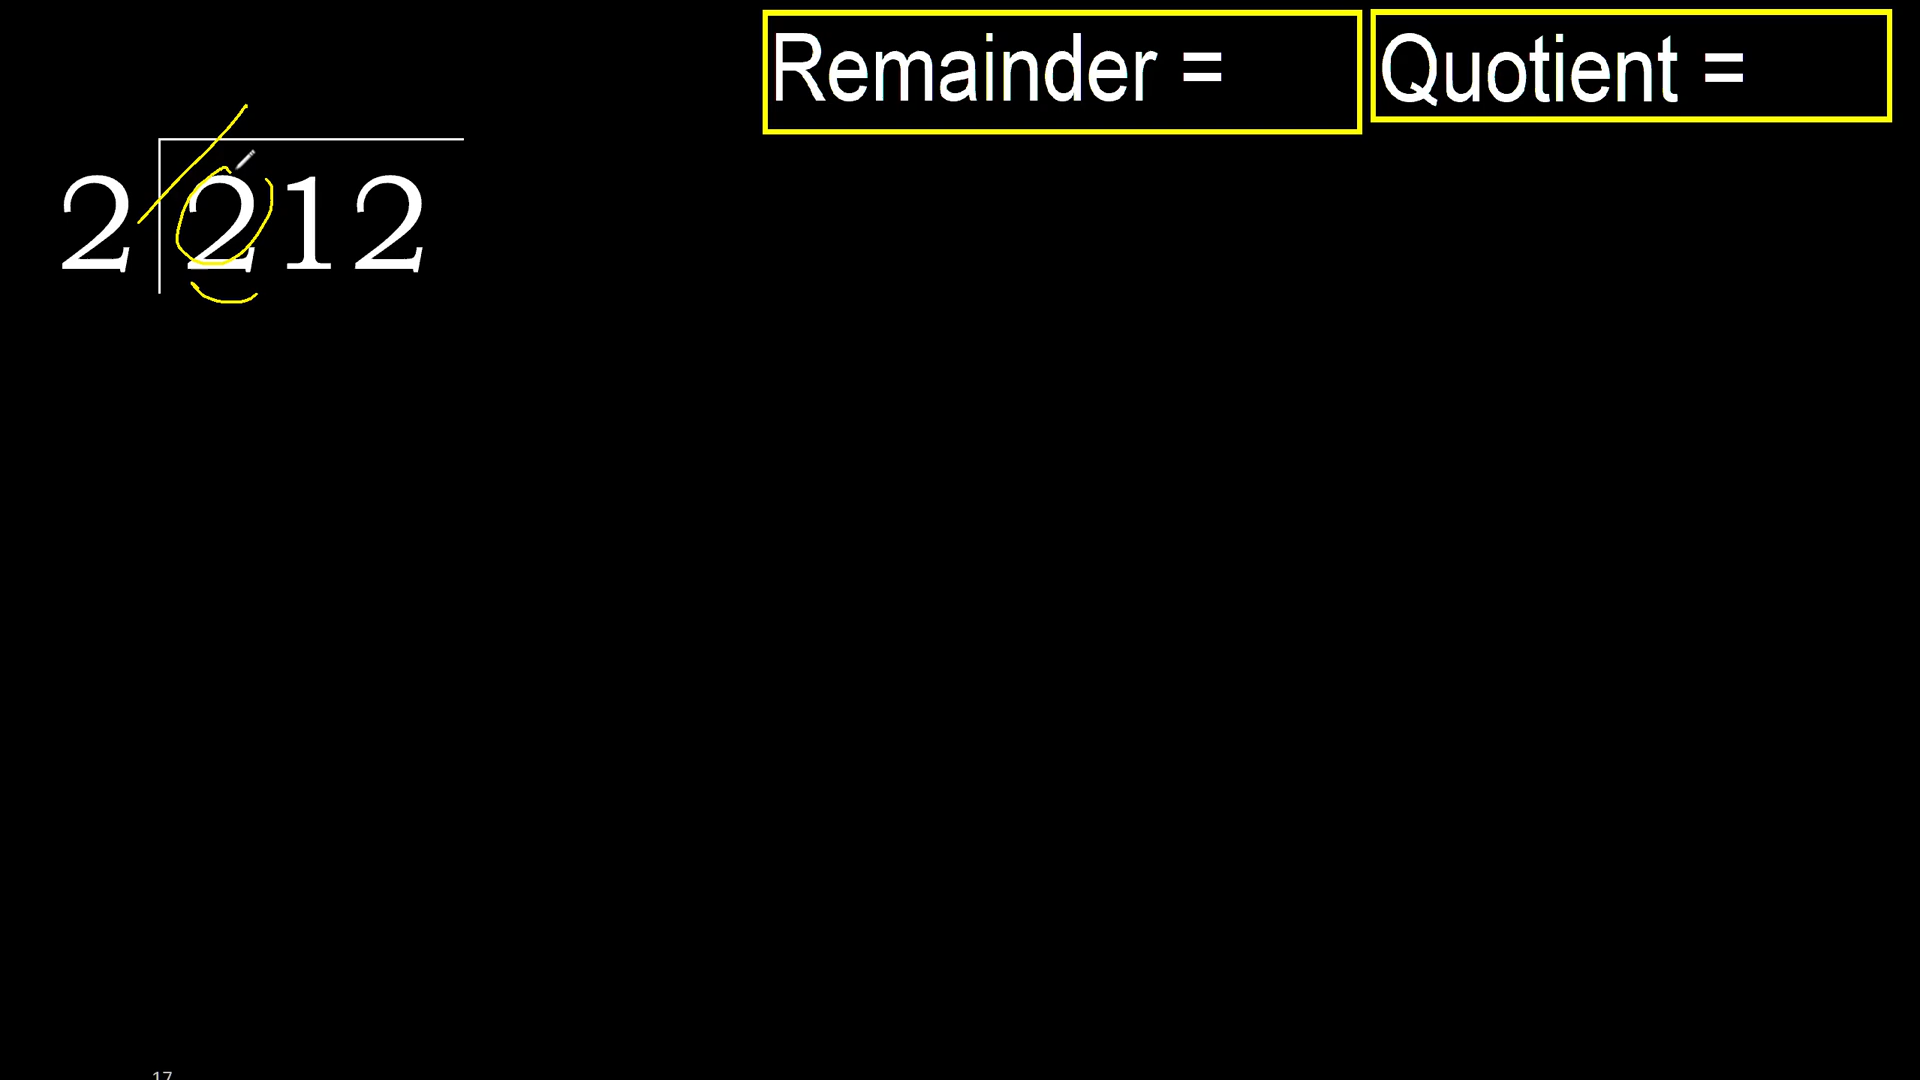 Remainder = Quotient =
2 212
17